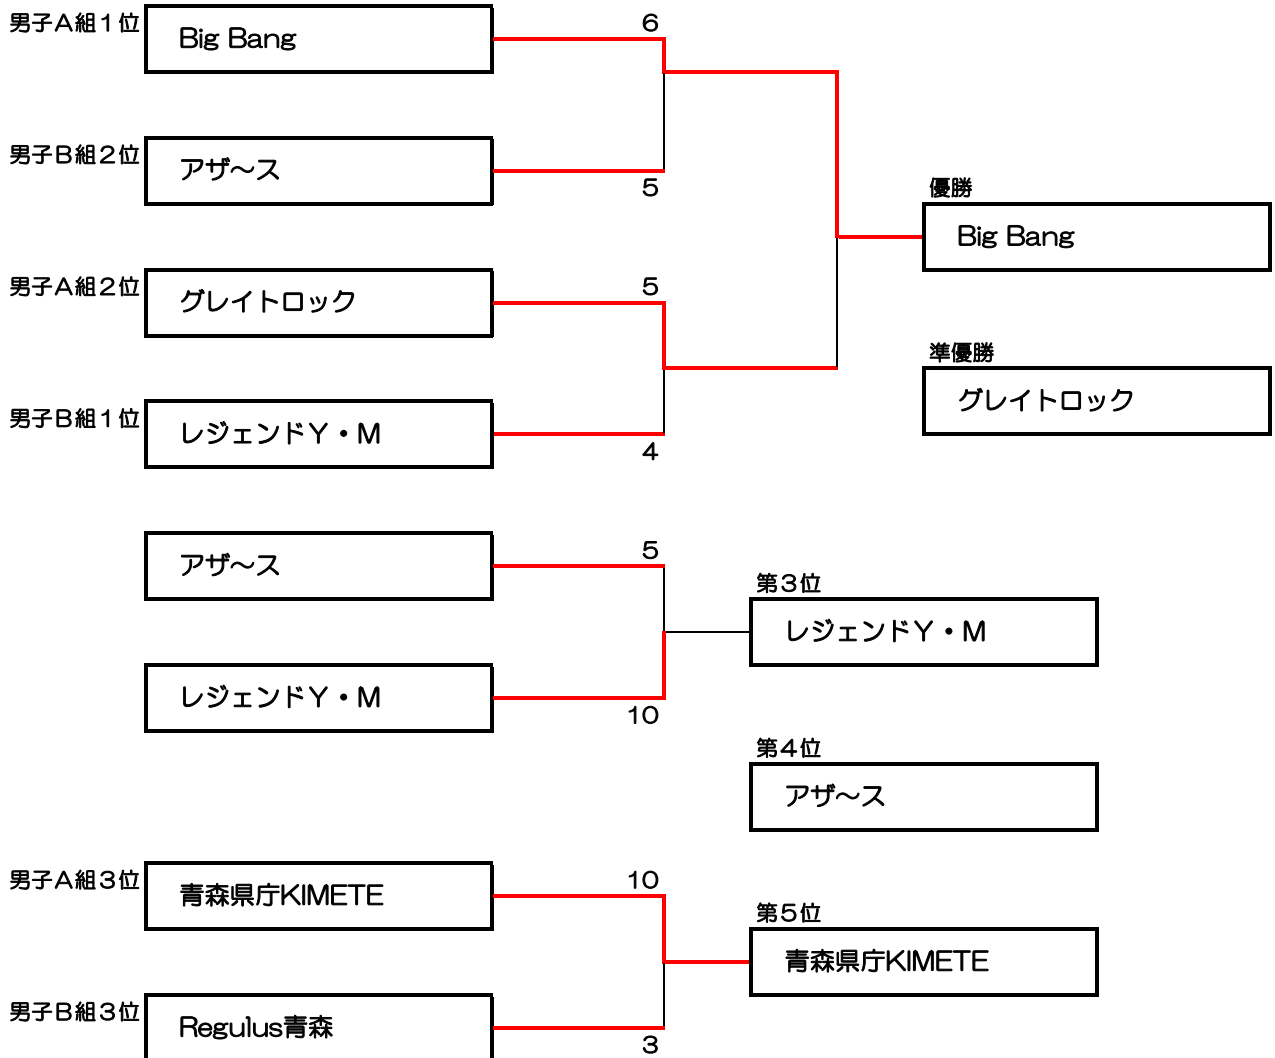 男子Ａ組１位
Big Bang
6
男子Ｂ組２位
アザ～ス
5
優勝
Big Bang
男子Ａ組２位
グレイトロック
5
準優勝
グレイトロック
男子Ｂ組１位
レジェンドＹ・Ｍ
4
アザ～ス
5
第３位
レジェンドＹ・Ｍ
レジェンドＹ・Ｍ
10
第４位
アザ～ス
男子Ａ組３位
青森県庁KIMETE
10
第５位
青森県庁KIMETE
男子Ｂ組３位
Regulus青森
3